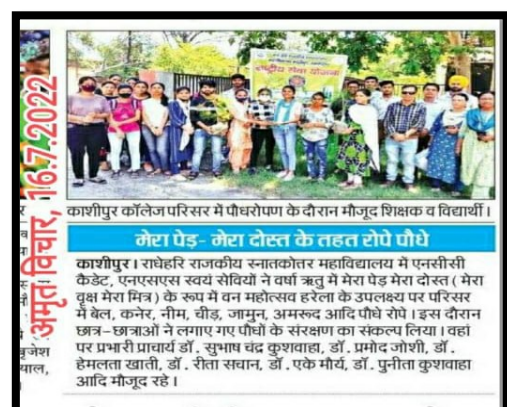 अमृत विचार, 16.7.2022
राष्ट्रीय सेवा योजना
काशीपुर कॉलेज परिसर में पौधरोपण के दौरान मौजूद शिक्षक व विद्यार्थी।
मेरा पेड़- मेरा दोस्त के तहत रोपे पौधे
काशीपुर। राधेहरि राजकीय स्नातकोतर महाविद्यालय में एनसीसी
कैडेट, एनएसएस स्वयं सेवियों ने वर्षा ऋतु में मेरा पेड़ मेरा दोस्त ( मेरा
वृक्ष मेरा मित्र) के रूप में वन महोत्सव हरेला के उपलक्ष्य पर परिसर
में बेल, कनेर, नीम, चीड़, जामुन, अमरूद आदि पौधे रोपे। इस दौरान
छात्र-छात्राओं ने लगाए गए पौधों के संरक्षण का संकल्प लिया। वहां
पर प्रभारी प्राचार्य डॉ. सुभाष चंद्र कुशवाहा, डॉ. प्रमोद जोशी, डॉ.
हेमलता खाती, डॉ. रीता सचान, डॉ. एके मौर्य, डॉ. पुनीता कुशवाहा
आदि मौजूद रहे।
बृजेश
याल,